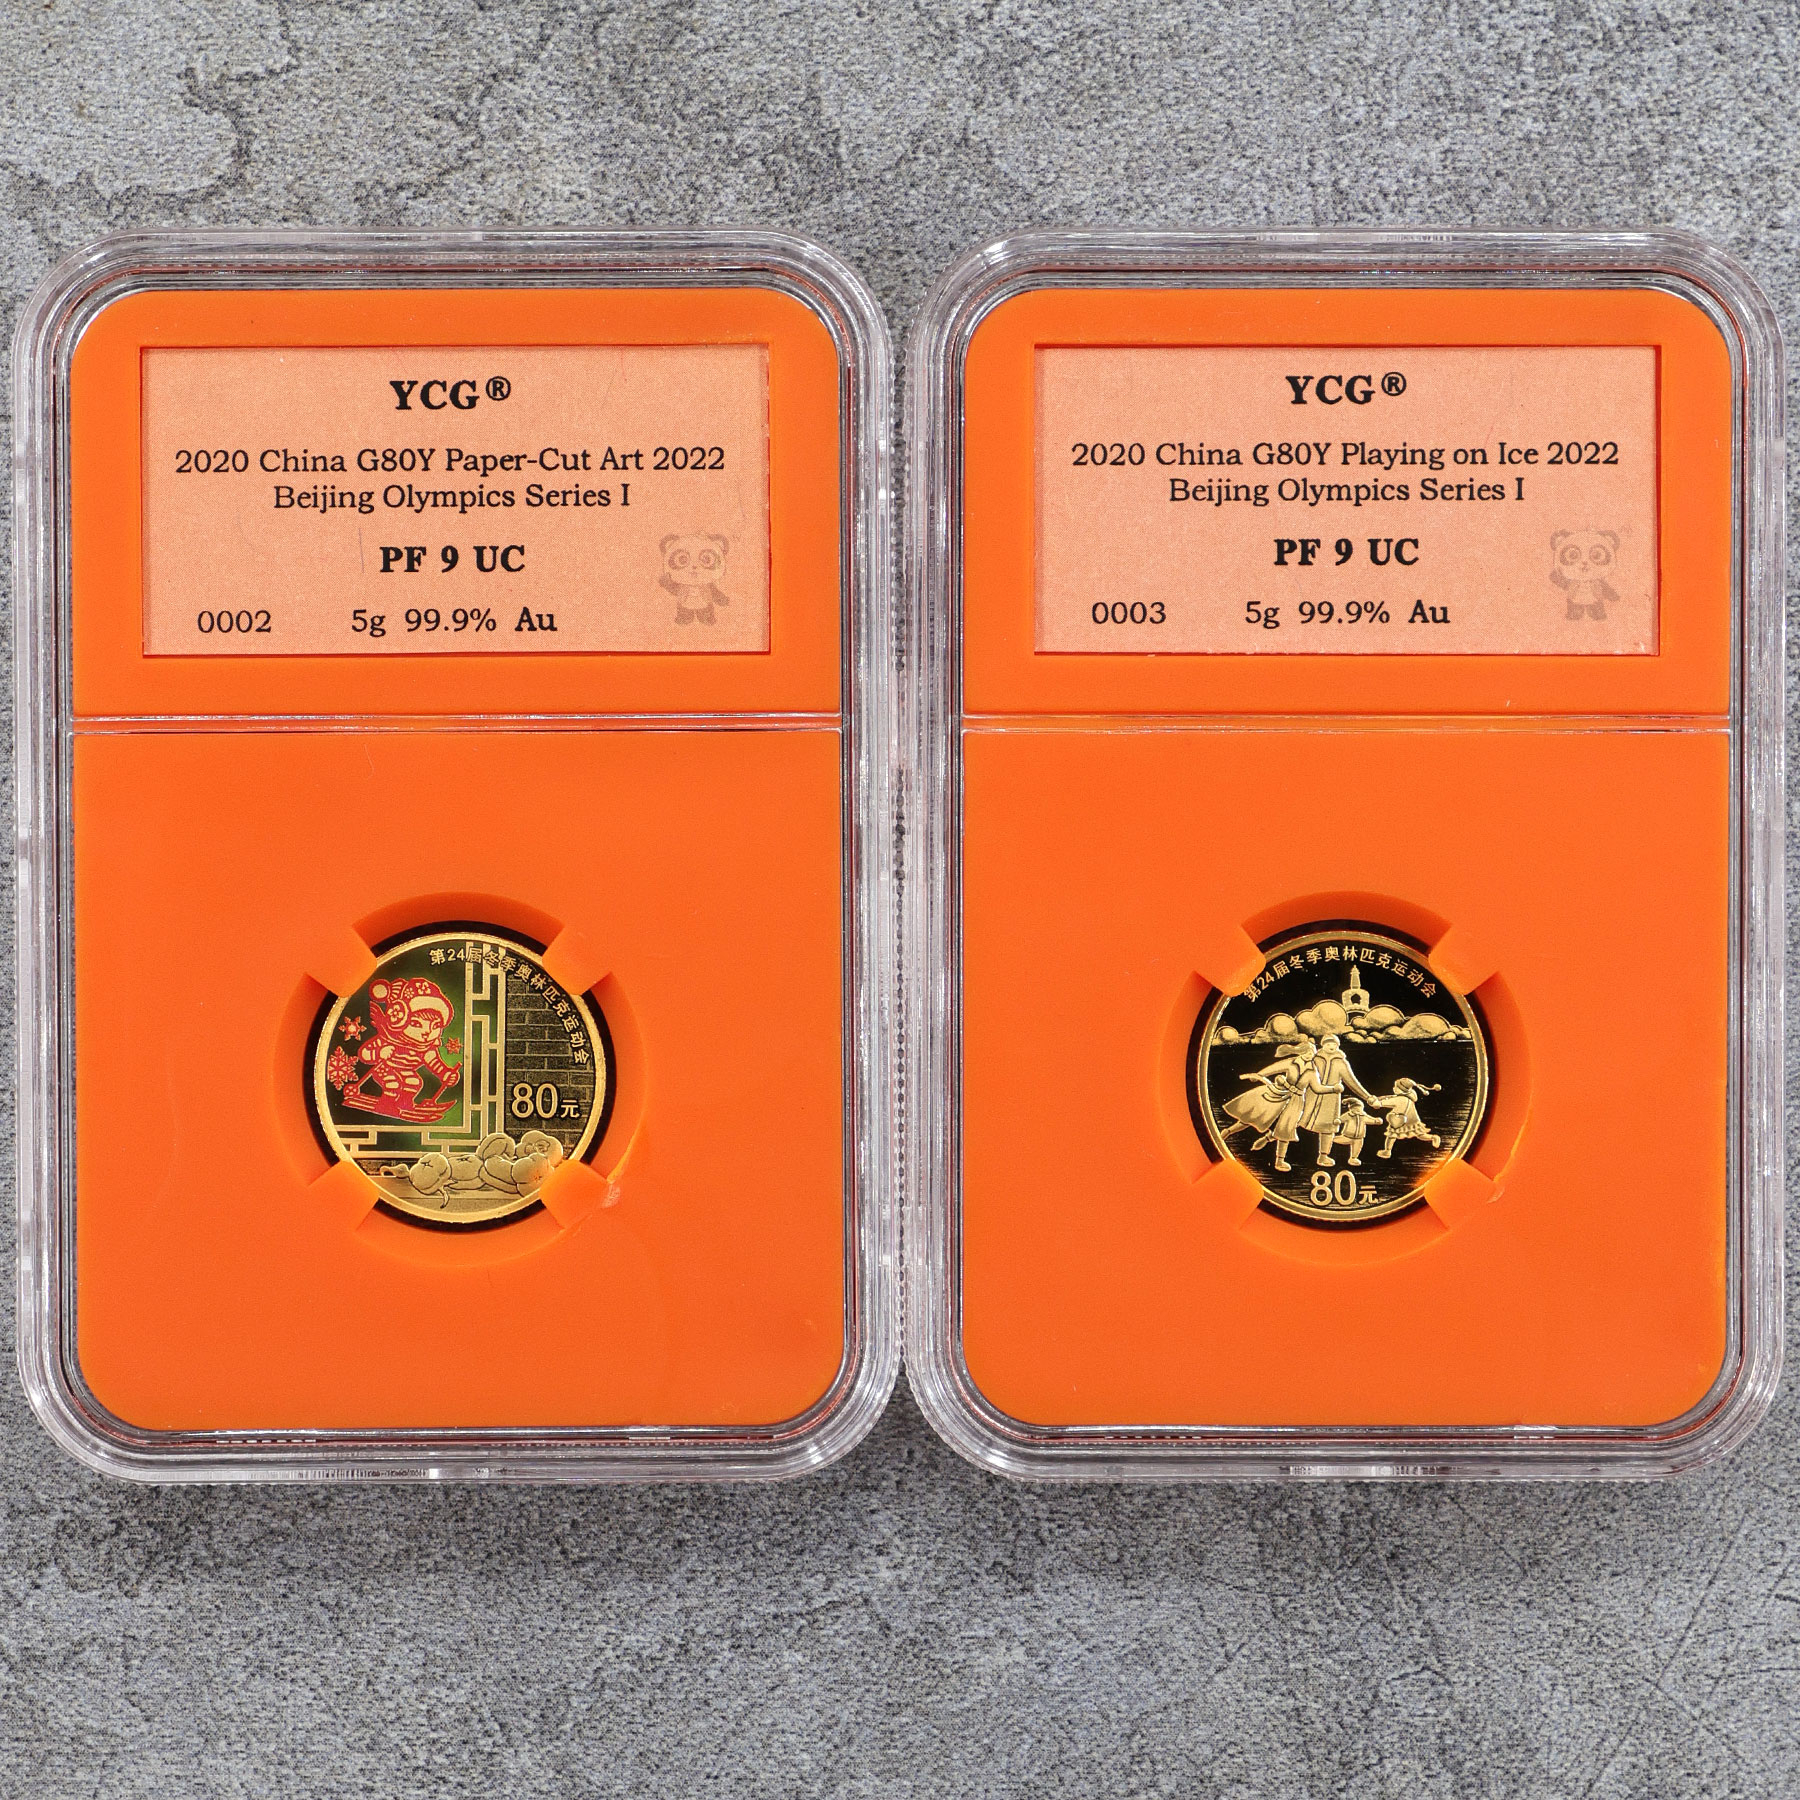 YCG®
2020 China G80Y Paper-Cut Art 2022
Beijing Olympics Series I
PF 9 UC
0002 5g 99.9% Au
第24届冬季奥林匹克运动会
80元
YCG®
2020 China G80Y Playing on Ice 2022
Beijing Olympics Series I
PF 9 UC
0003 5g 99.9% Au
第24届冬季奥林匹克运动会
80元